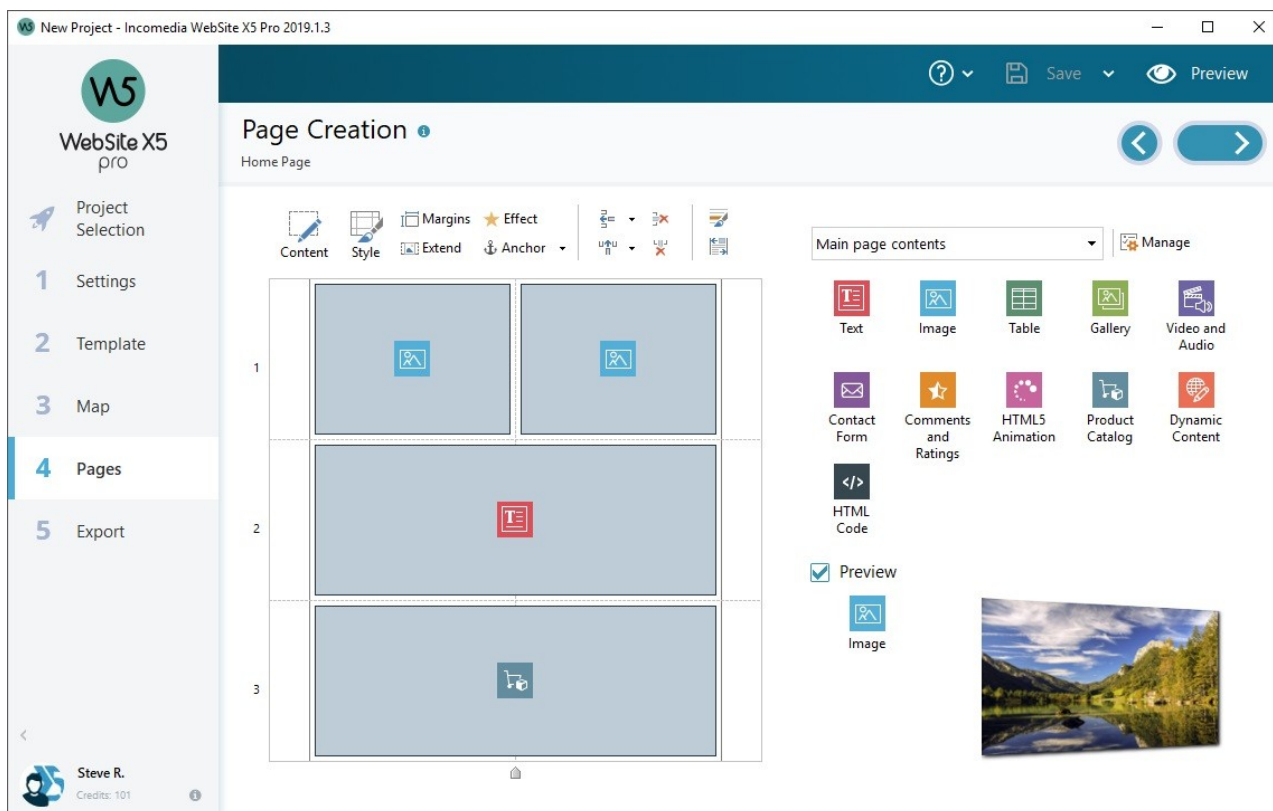 New Project - Incomedia WebSite X5 Pro 2019.1.3
W5
WebSite X5
pro
Save
Preview
Page Creation
Home Page
Project
Selection
1 Settings
2 Template
3 Map
4 Pages
5 Export
Content
Style
Margins
Effect
Extend
Anchor
1
2
3
Main page contents
Manage
Text
Image
Table
Gallery
Video and
Audio
Contact
Form
Comments
and
Ratings
HTML5
Animation
Product
Catalog
Dynamic
Content
</>
HTML
Code
Preview
Image
Steve R.
Credits: 101